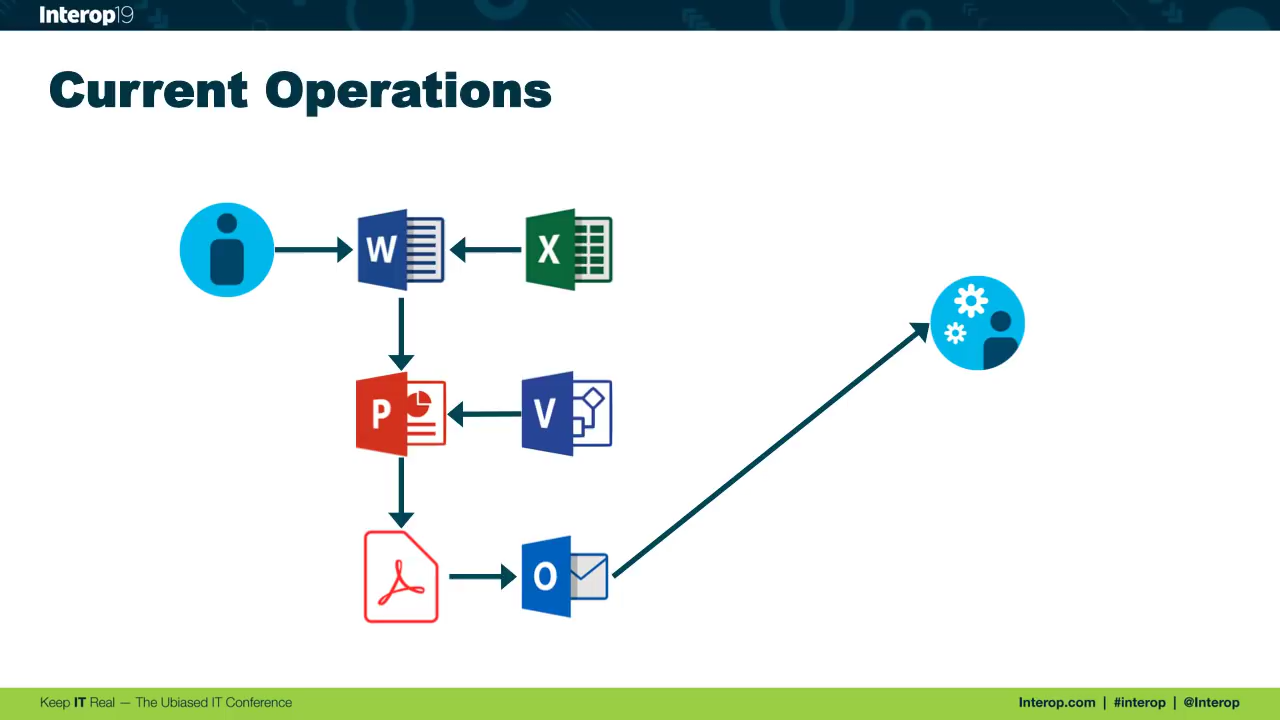 Interop19
Current Operations
W
X
P
V
O
Keep IT Real — The Ubiased IT Conference
Interop.com | #interop | @Interop